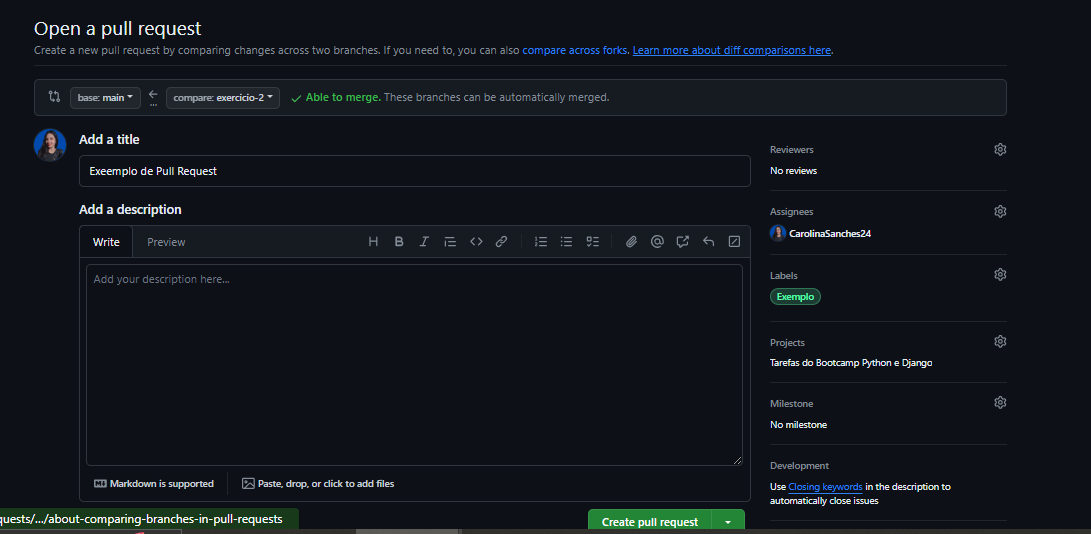 Open a pull request
Create a new pull request by comparing changes across two branches. If you need to, you can also compare across forks. Learn more about diff comparisons here.
base: main
...
compare: exercicio-2
Able to merge. These branches can be automatically merged.
Add a title
Exeemplo de Pull Request
Add a description
Write
Preview
Add your description here...
Markdown is supported
Paste, drop, or click to add files
Create pull request
Reviewers
No reviews
Assignees
CarolinaSanches24
Labels
Exemplo
Projects
Tarefas do Bootcamp Python e Django
Milestone
No milestone
Development
Use Closing keywords in the description to
automatically close issues
quests/.../about-comparing-branches-in-pull-requests